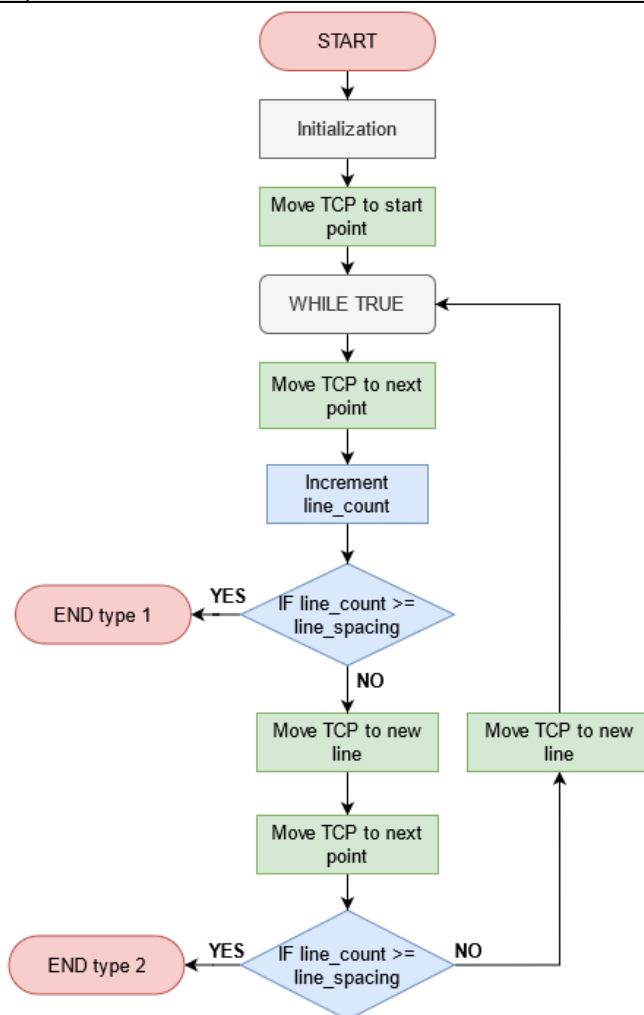 START
Initialization
Move TCP to start
point
WHILE TRUE
Move TCP to next
point
Increment
line_count
IF line_count >=
line_spacing
YES
END type 1
NO
Move TCP to new
line
Move TCP to new
line
Move TCP to next
point
IF line_count >=
line_spacing
YES
NO
END type 2